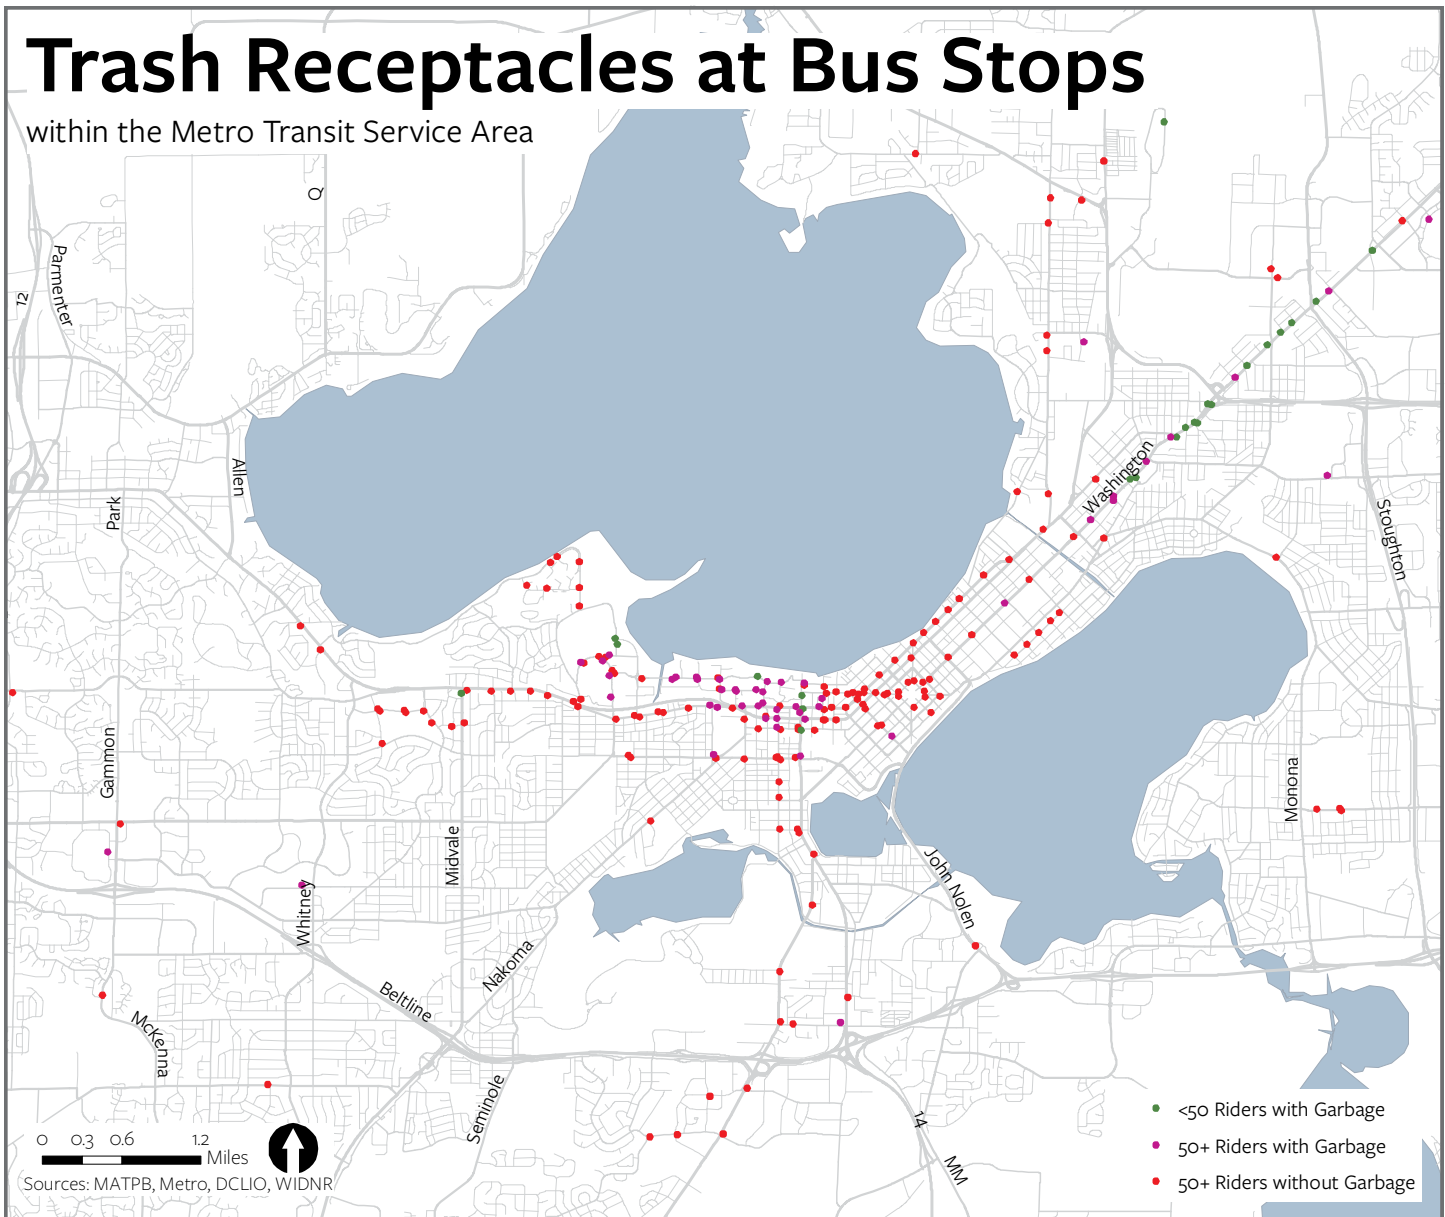 Trash Receptacles at Bus Stops
within the Metro Transit Service Area
Q
Parmenter
12
Allen
Park
Washington
Stoughton
Gammon
Midvale
Monona
Whitney
John Nolen
Nakoma
Beltline
McKenna
Seminole
14
MM
<50 Riders with Garbage
50+ Riders with Garbage
50+ Riders without Garbage
0 0.3 0.6 1.2
Miles
Sources: MATPB, Metro, DCLIO, WIDNR